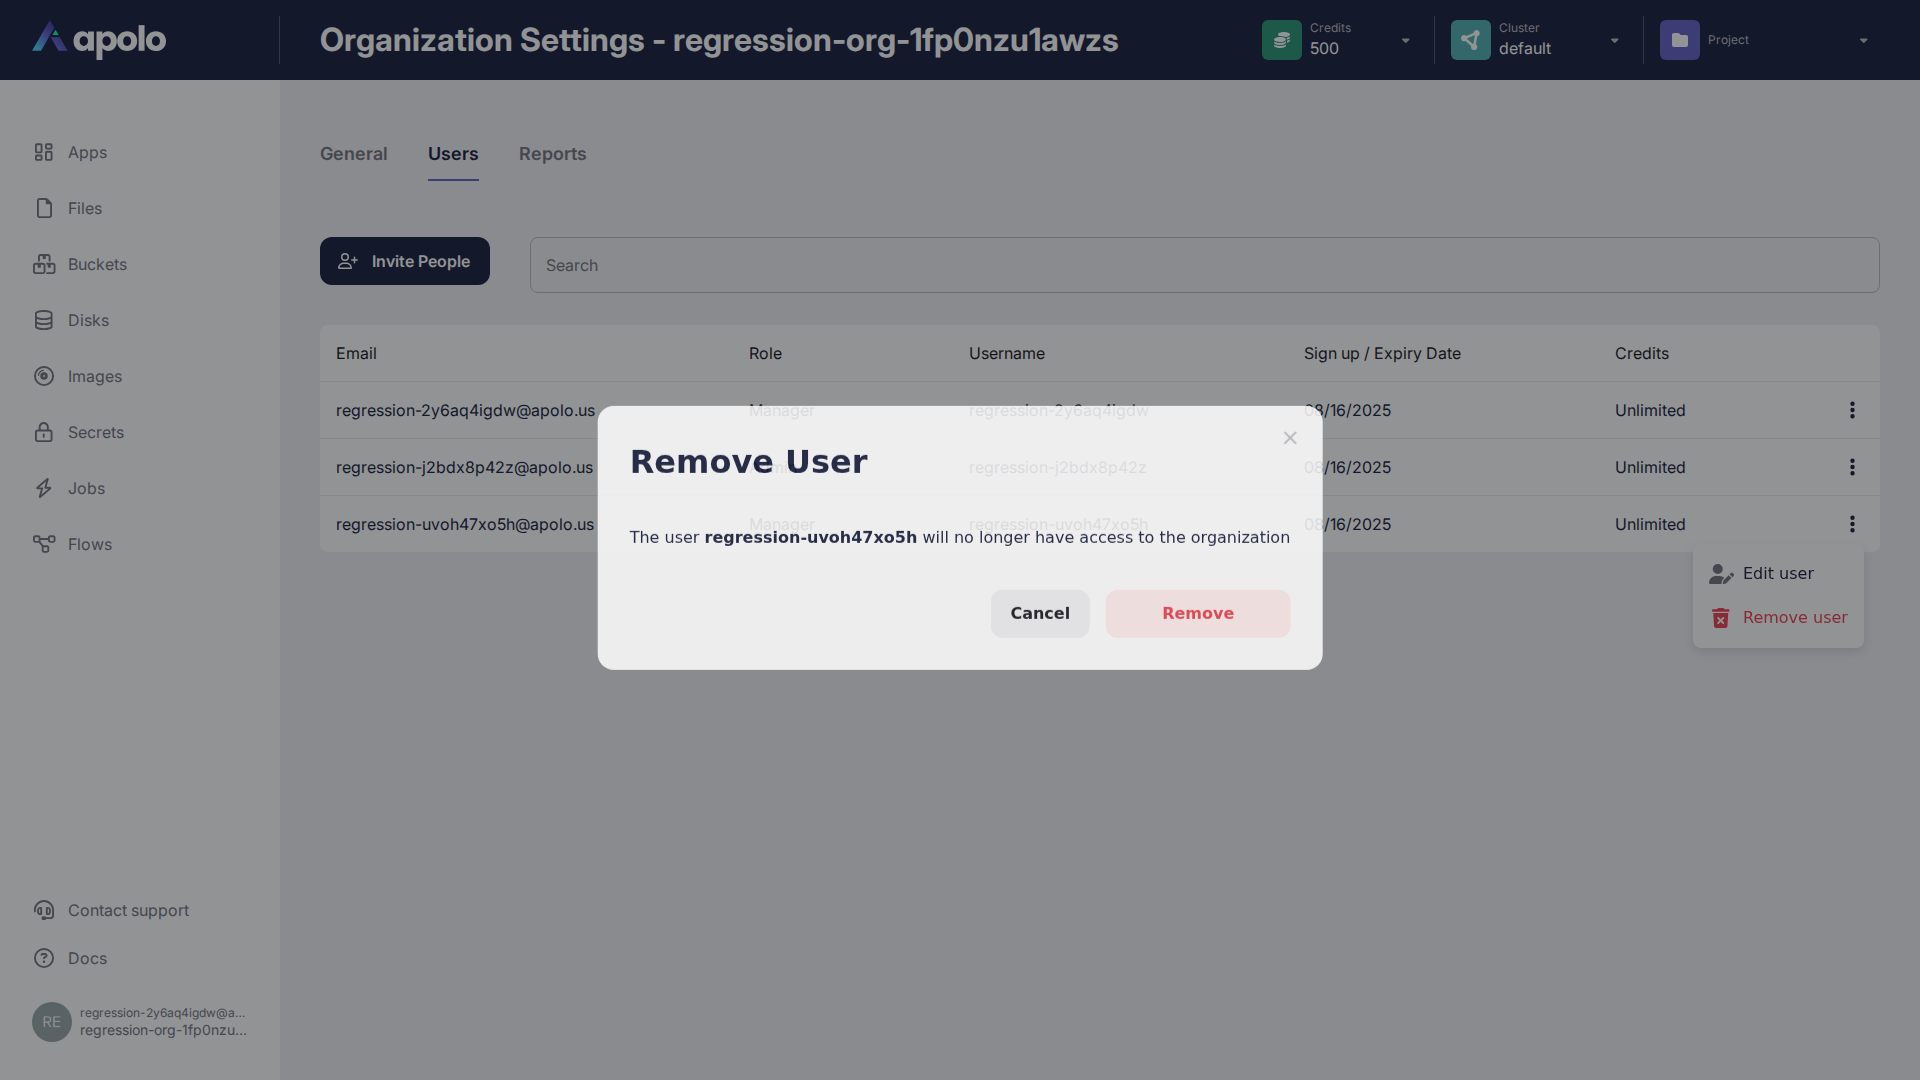 apolo
Organization Settings - regression-org-1fp0nzu1awzs
Credits
500
Cluster
default
Project
Apps
Files
Buckets
Disks
Images
Secrets
Jobs
Flows
Contact support
Docs
RE
regression-2y6aq4igdw@a...
regression-org-1fp0nzu...
General
Users
Reports
Invite People
Search
Email
Role
Username
Sign up / Expiry Date
Credits
regression-2y6aq4igdw@apolo.us
Manager
regression-2y6aq4igdw
08/16/2025
Unlimited
regression-j2bdx8p42z@apolo.us
regression-j2bdx8p42z
08/16/2025
Unlimited
regression-uvoh47xo5h@apolo.us
Manager
regression-uvoh47xo5h
08/16/2025
Unlimited
Edit user
Remove user
Remove User
The user regression-uvoh47xo5h will no longer have access to the organization
Cancel
Remove